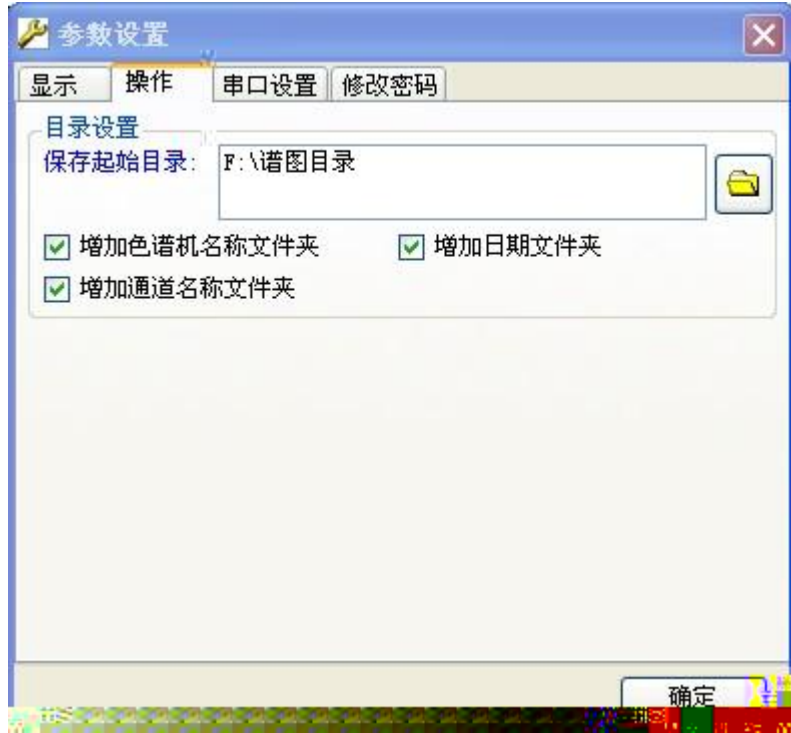 参数设置
显示 操作 串口设置 修改密码
目录设置
保存起始目录: F:\谱图目录
增加色谱机名称文件夹 增加日期文件夹
增加通道名称文件夹
确定